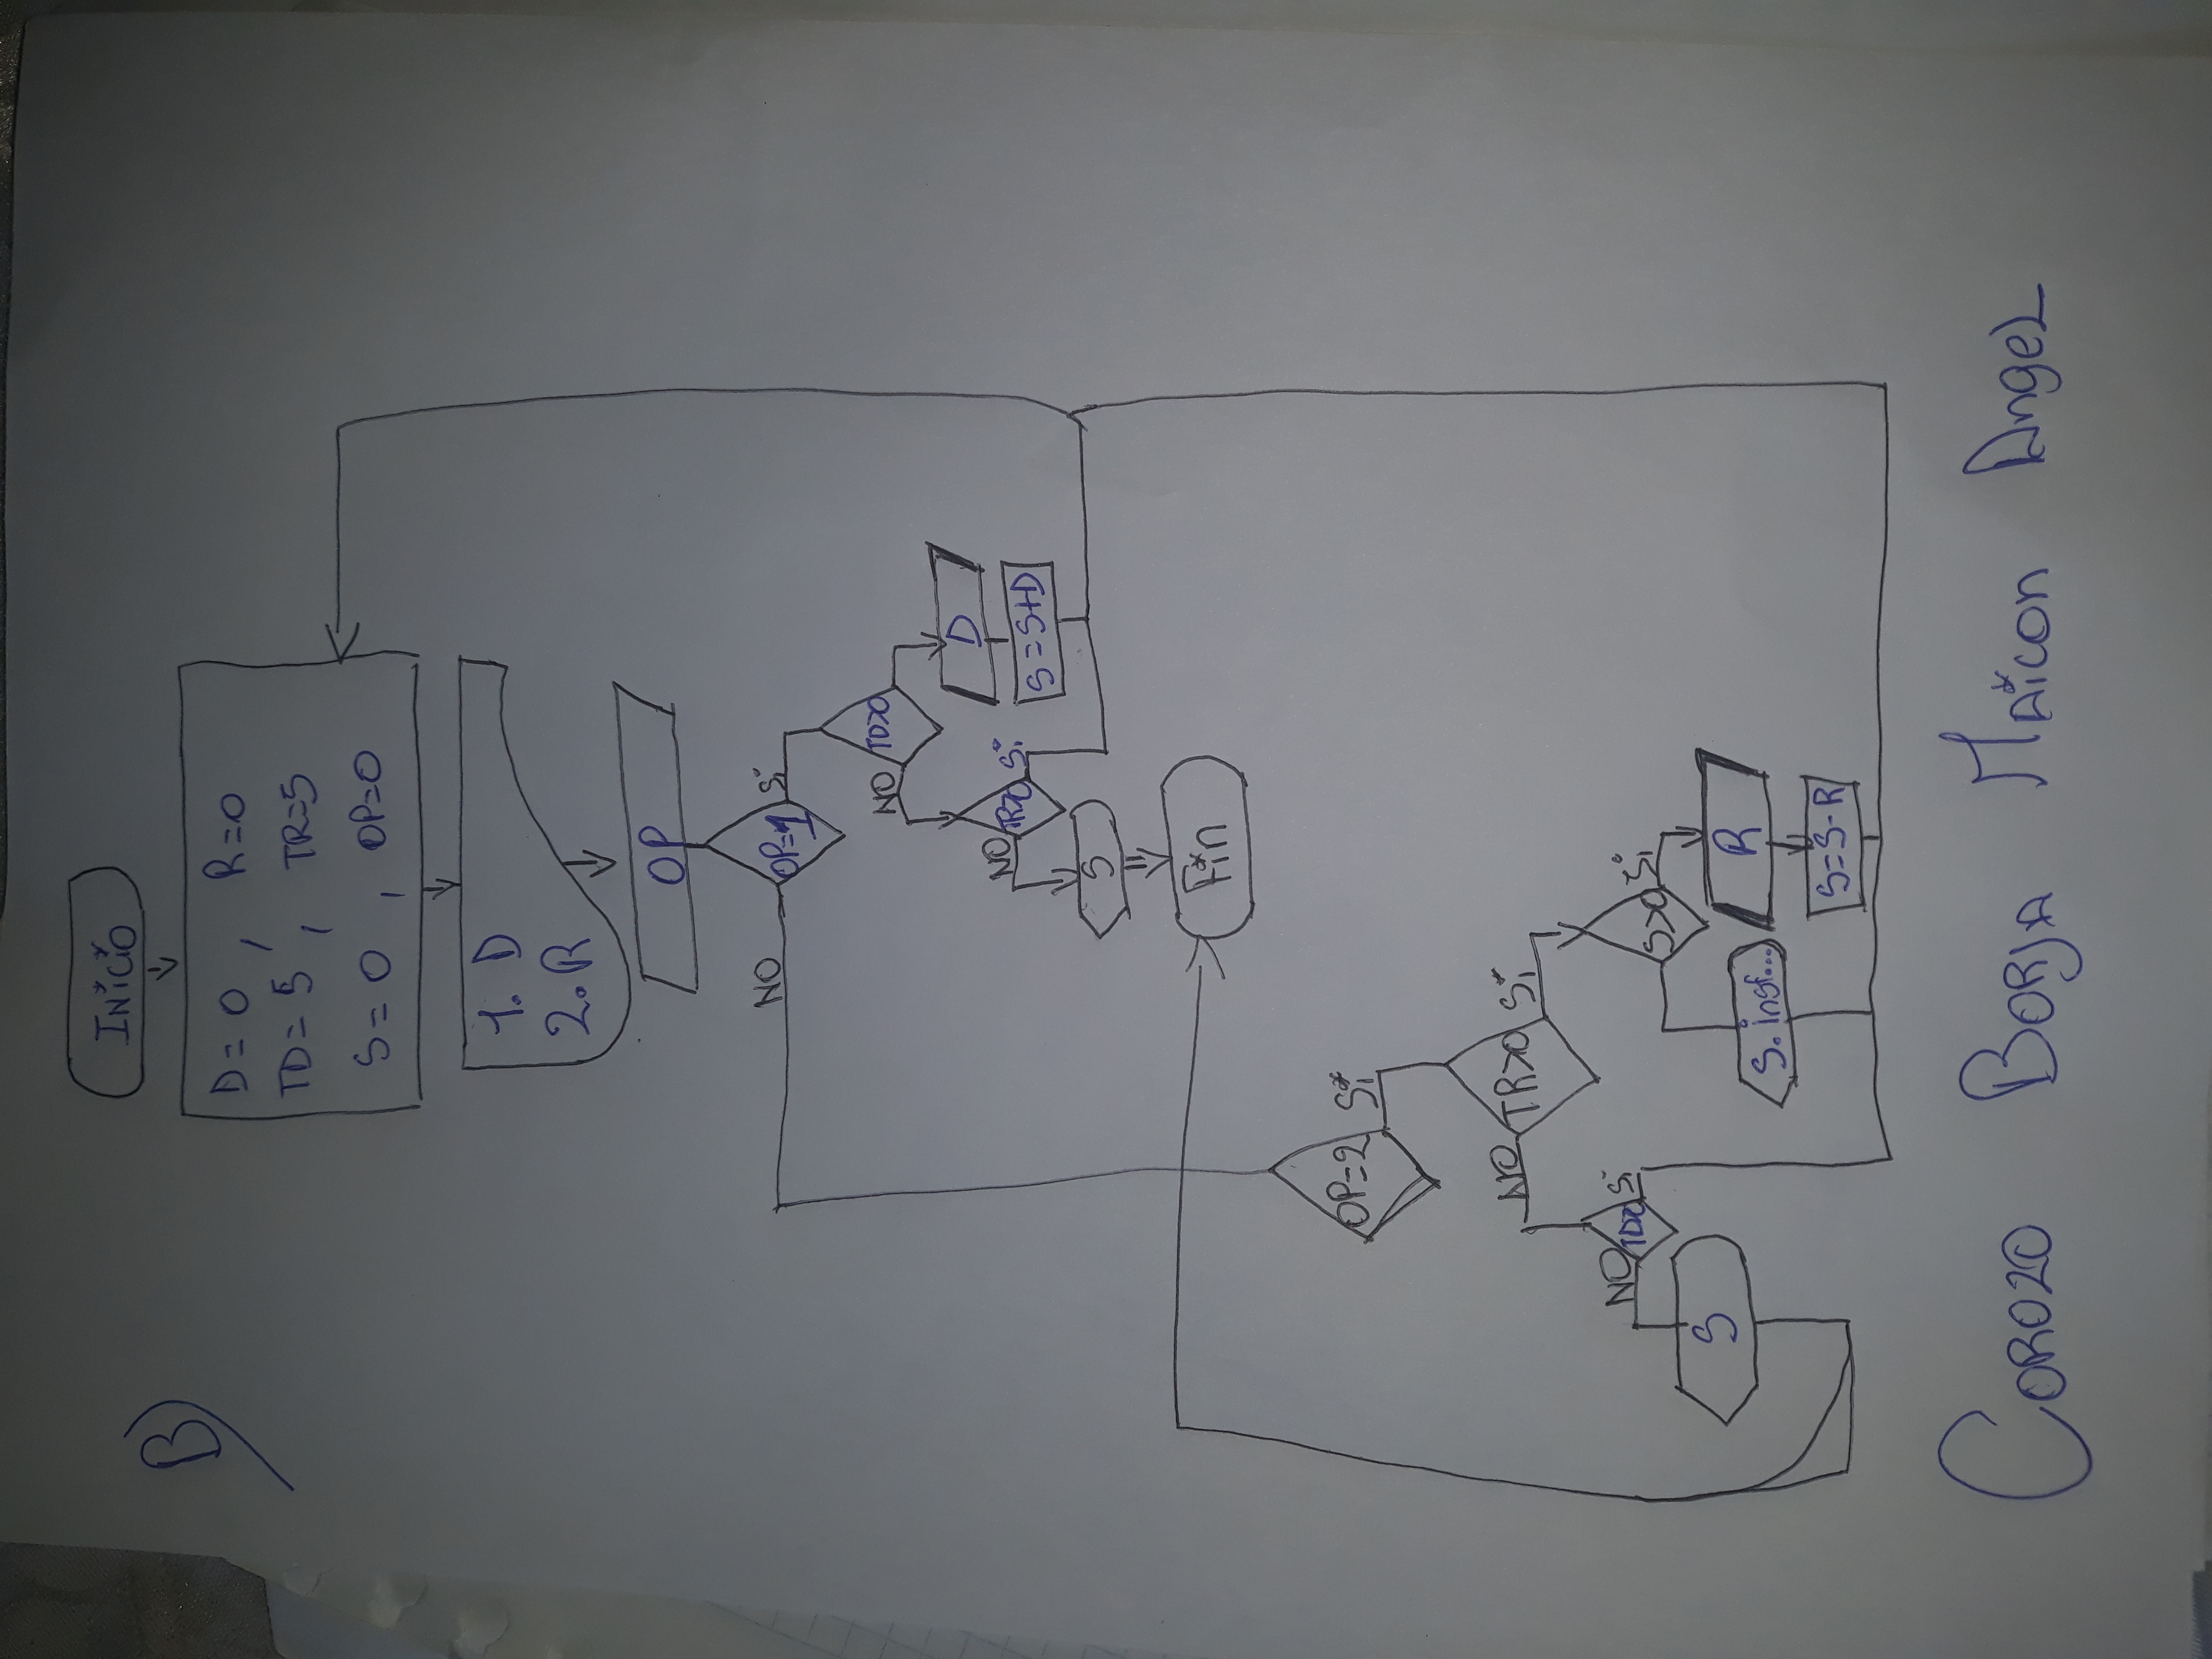 B)
INICIO
D=0 , R=0
TD=5 , TR=5
S=0 , OP=0
1. D
2. R
OP
NO OP=1 Si
NO TD>0
D
NO TR>0 Si
S=S+D
S
Fin
OP=2 Si
NO TR>0 Si
NO TD>0 Si
S>0 Si
S
R
S. insf...
S=S-R
COROZO BORJA MAICON ANGEL